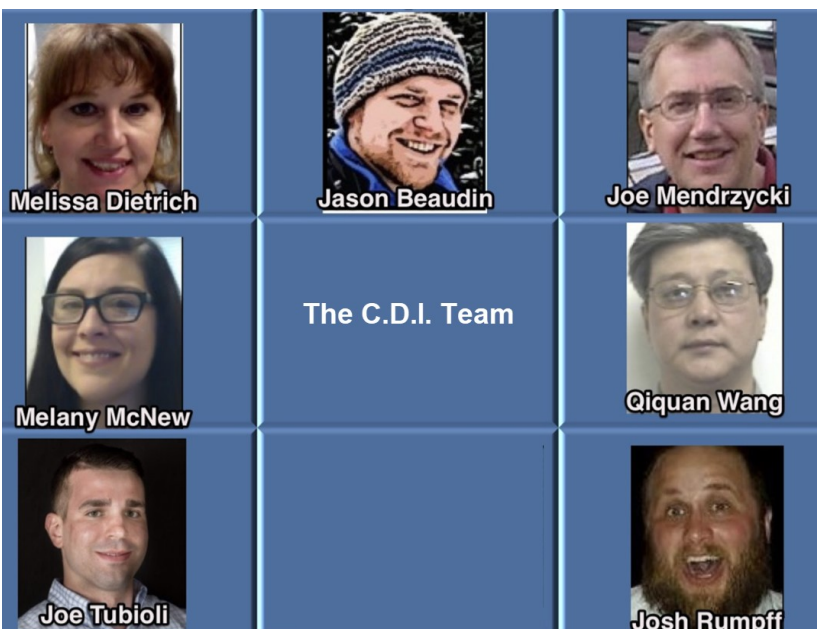 Melissa Dietrich
Jason Beaudin
Joe Mendrzycki
Melany McNew
The C.D.I. Team
Qiquan Wang
Joe Tubioli
Josh Rumpff